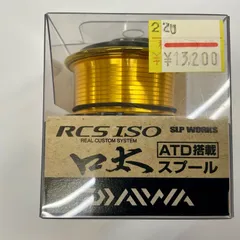 220
¥13,200
RCS ISO
SLP WORKS
REAL CUSTOM SYSTEM
口太
ATD搭載
スプール
DAIWA